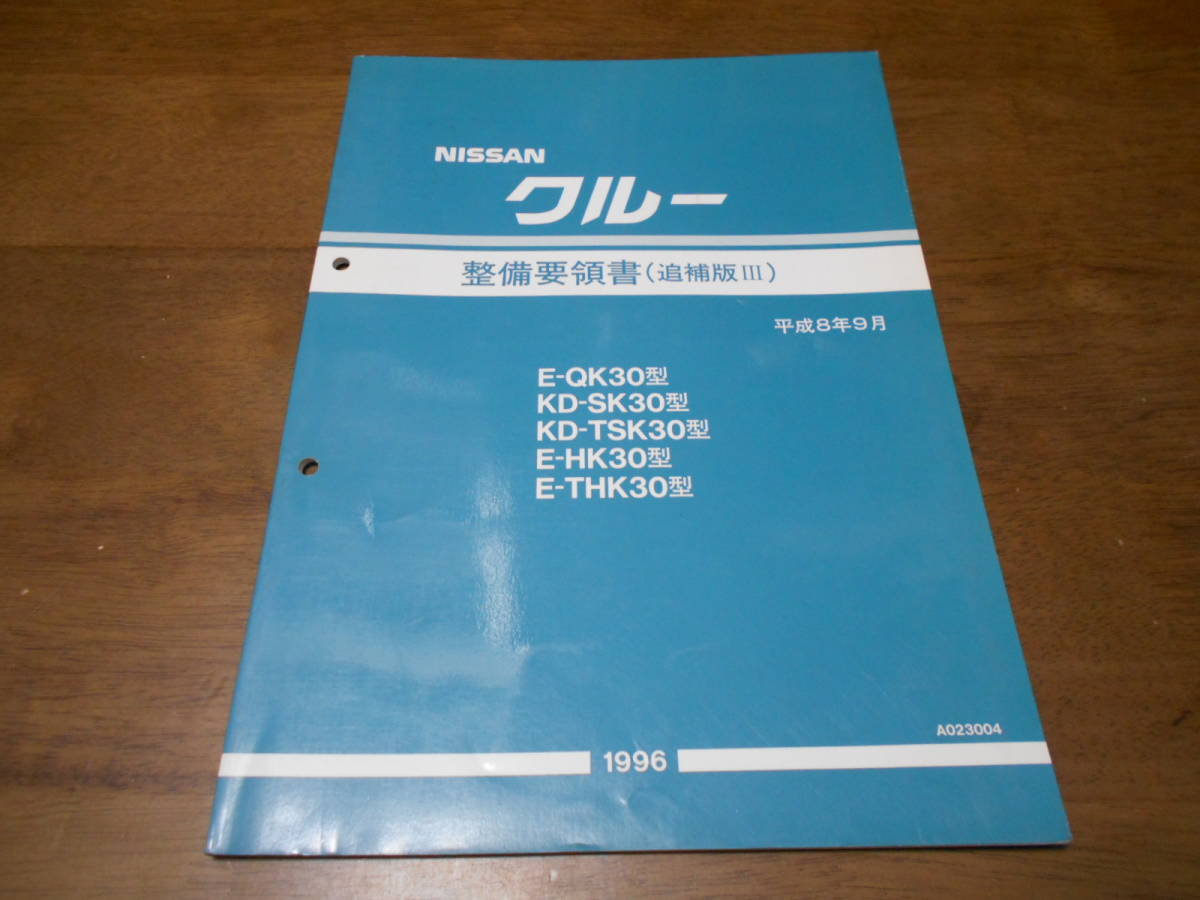 NISSAN
クルー
整備要領書(追補版III)
平成8年9月
E-QK30型
KD-SK30型
KD-TSK30型
E-HK30型
E-THK30型
A023004
1996